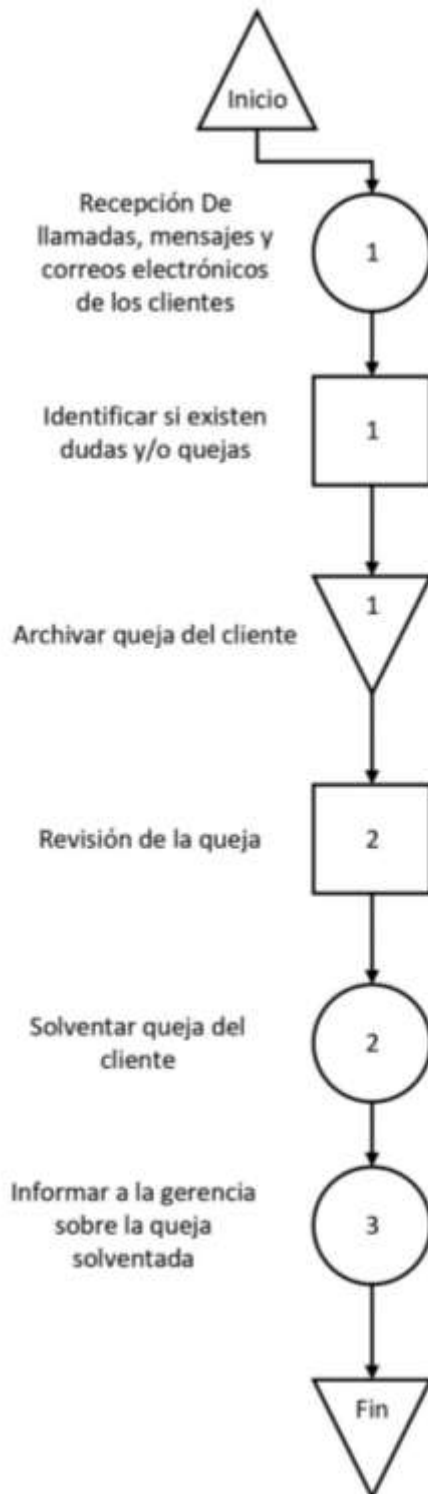 Inicio
Recepción De
llamadas, mensajes y
correos electrónicos
de los clientes
1
Identificar si existen
dudas y/o quejas
1
Archivar queja del cliente
1
Revisión de la queja
2
Solventar queja del
cliente
2
Informar a la gerencia
sobre la queja
solventada
3
Fin